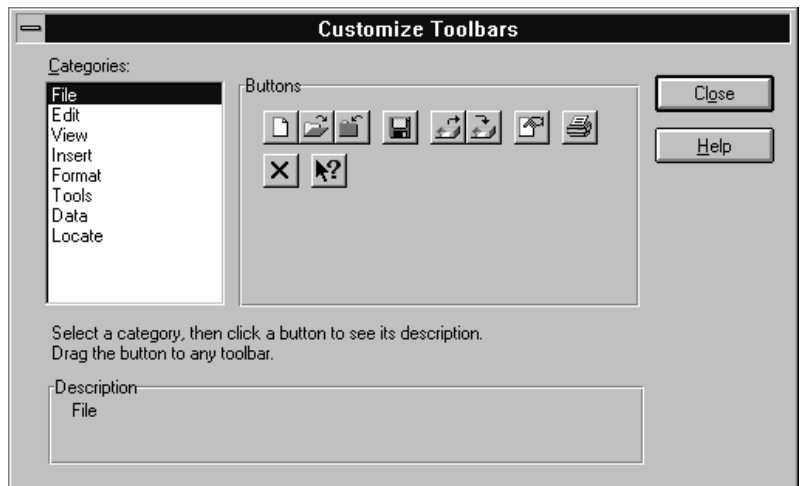 Customize Toolbars
Categories:
File
Edit
View
Insert
Format
Tools
Data
Locate
Buttons
Close
Help
Select a category, then click a button to see its description.
Drag the button to any toolbar.
Description
File